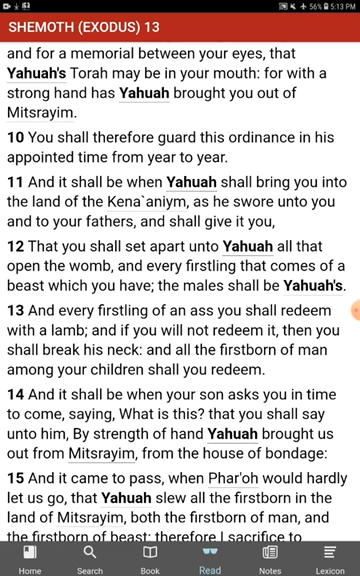 56% 5:13 PM
SHEMOTH (EXODUS) 13
and for a memorial between your eyes, that
Yahuah's Torah may be in your mouth: for with a
strong hand has Yahuah brought you out of
Mitsrayim.
10 You shall therefore guard this ordinance in his
appointed time from year to year.
11 And it shall be when Yahuah shall bring you into
the land of the Kena`aniym, as he swore unto you
and to your fathers, and shall give it you,
12 That you shall set apart unto Yahuah all that
open the womb, and every firstling that comes of a
beast which you have; the males shall be Yahuah's.
13 And every firstling of an ass you shall redeem
with a lamb; and if you will not redeem it, then you
shall break his neck: and all the firstborn of man
among your children shall you redeem.
14 And it shall be when your son asks you in time
to come, saying, What is this? that you shall say
unto him, By strength of hand Yahuah brought us
out from Mitsrayim, from the house of bondage:
15 And it came to pass, when Phar'oh would hardly
let us go, that Yahuah slew all the firstborn in the
land of Mitsrayim, both the firstborn of man, and
the firstborn of beast: therefore I sacrifice to
Home Search Book Read Notes Lexicon